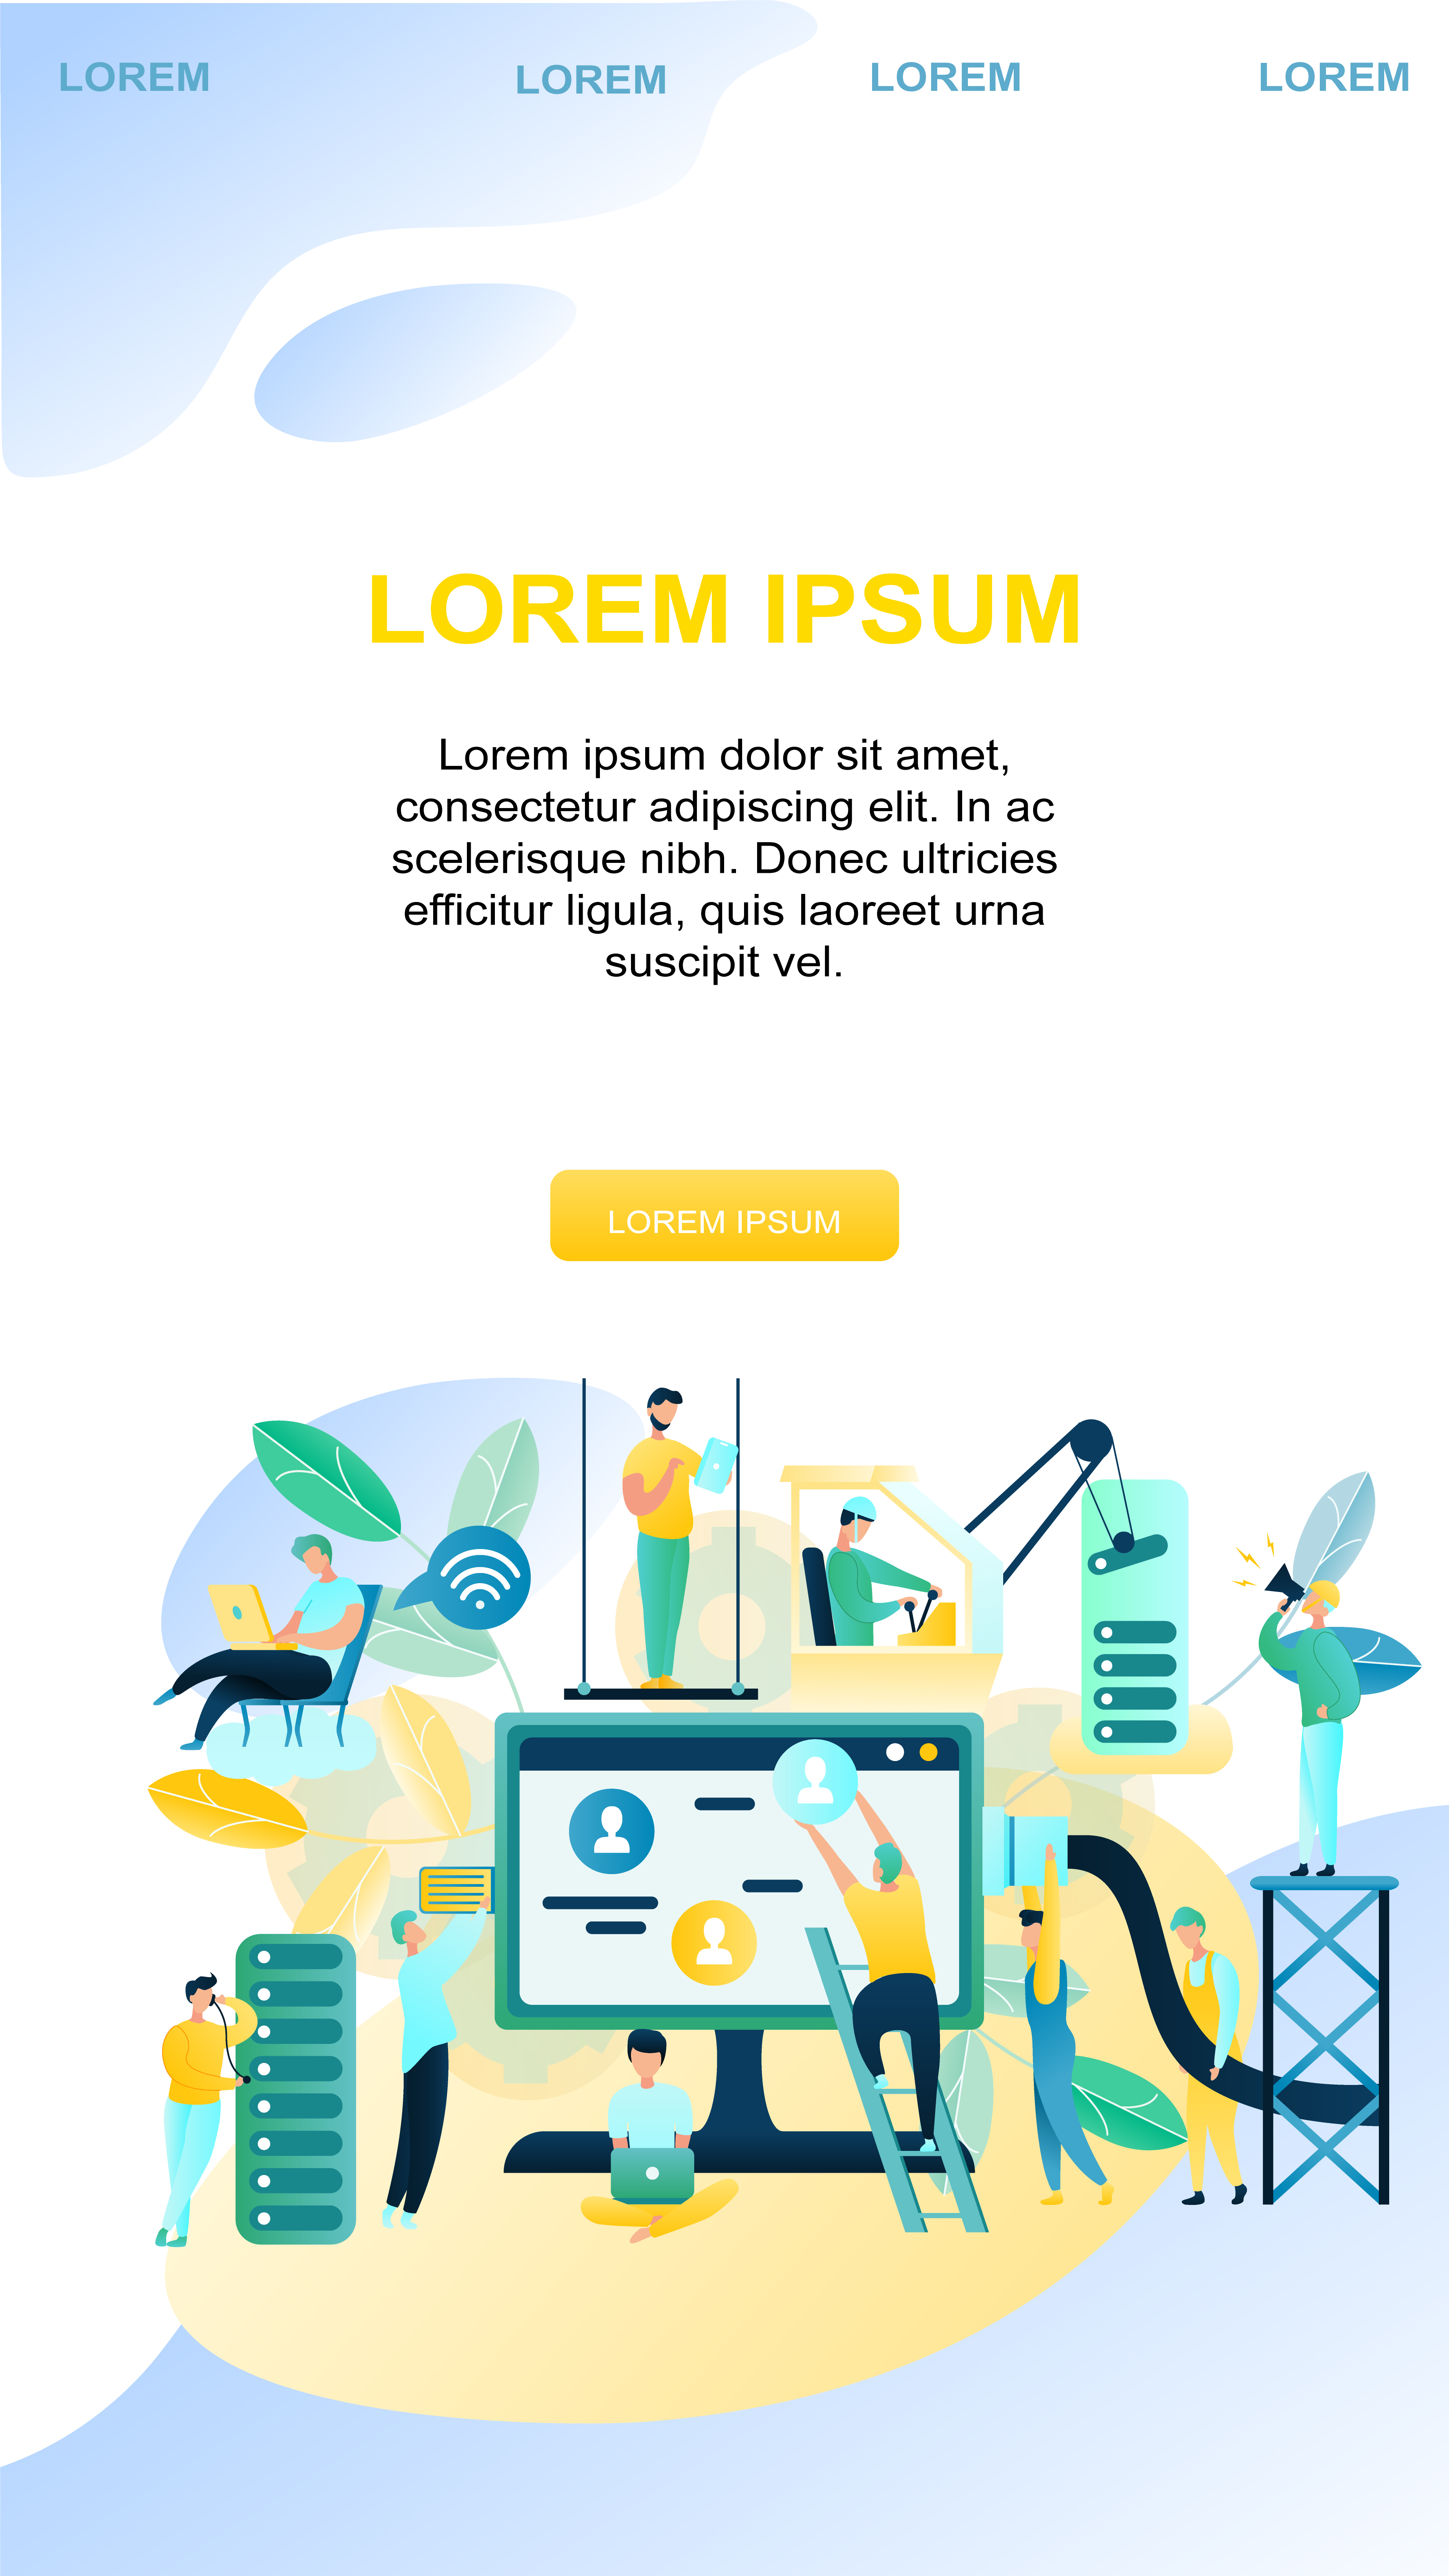 LOREM LOREM LOREM LOREM
LOREM IPSUM
Lorem ipsum dolor sit amet,
consectetur adipiscing elit. In ac
scelerisque nibh. Donec ultricies
efficitur ligula, quis laoreet urna
suscipit vel.
LOREM IPSUM